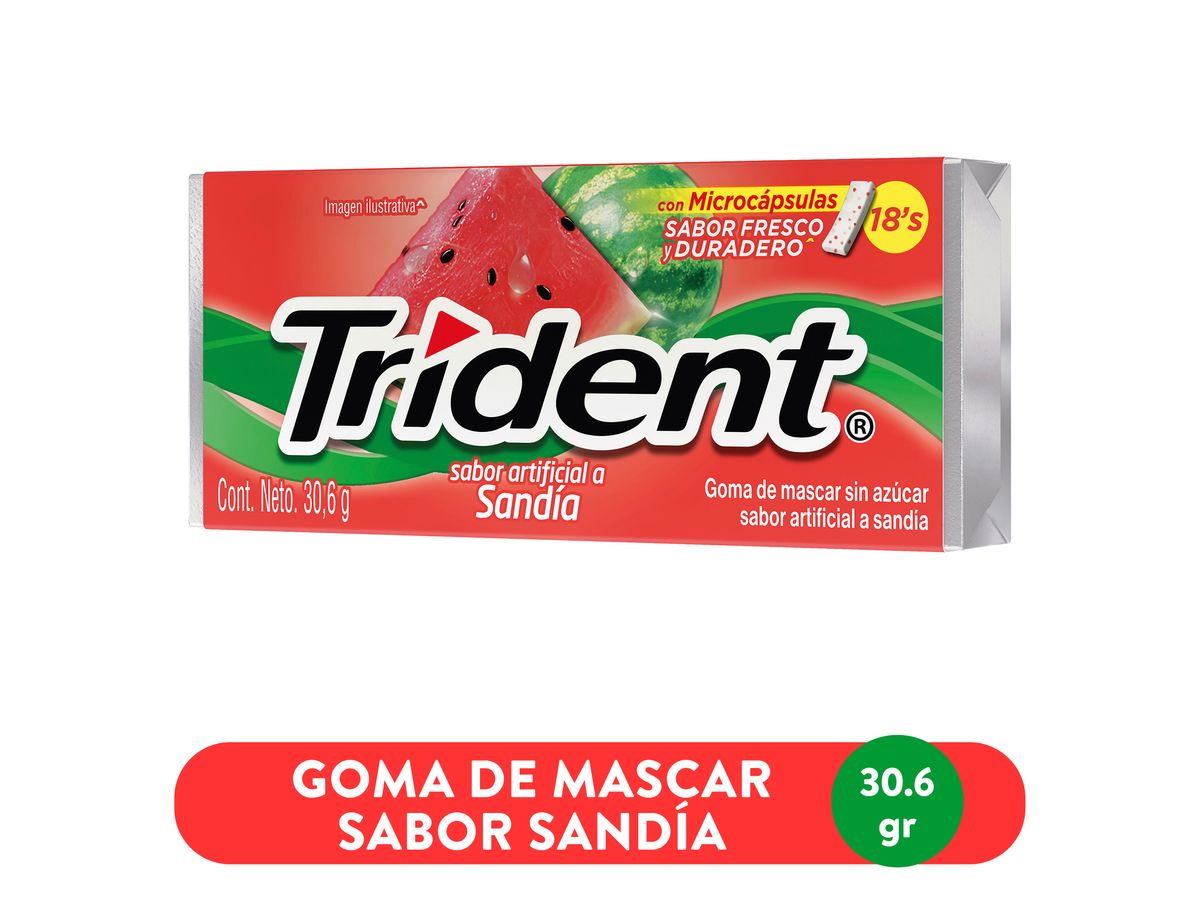 Imagen ilustrativa^
con Microcápsulas
SABOR FRESCO
y DURADERO^
18's
Trident®
sabor artificial a
Sandía
Cont. Neto. 30,6 g
Goma de mascar sin azúcar
sabor artificial a sandía
GOMA DE MASCAR
SABOR SANDÍA
30.6
gr